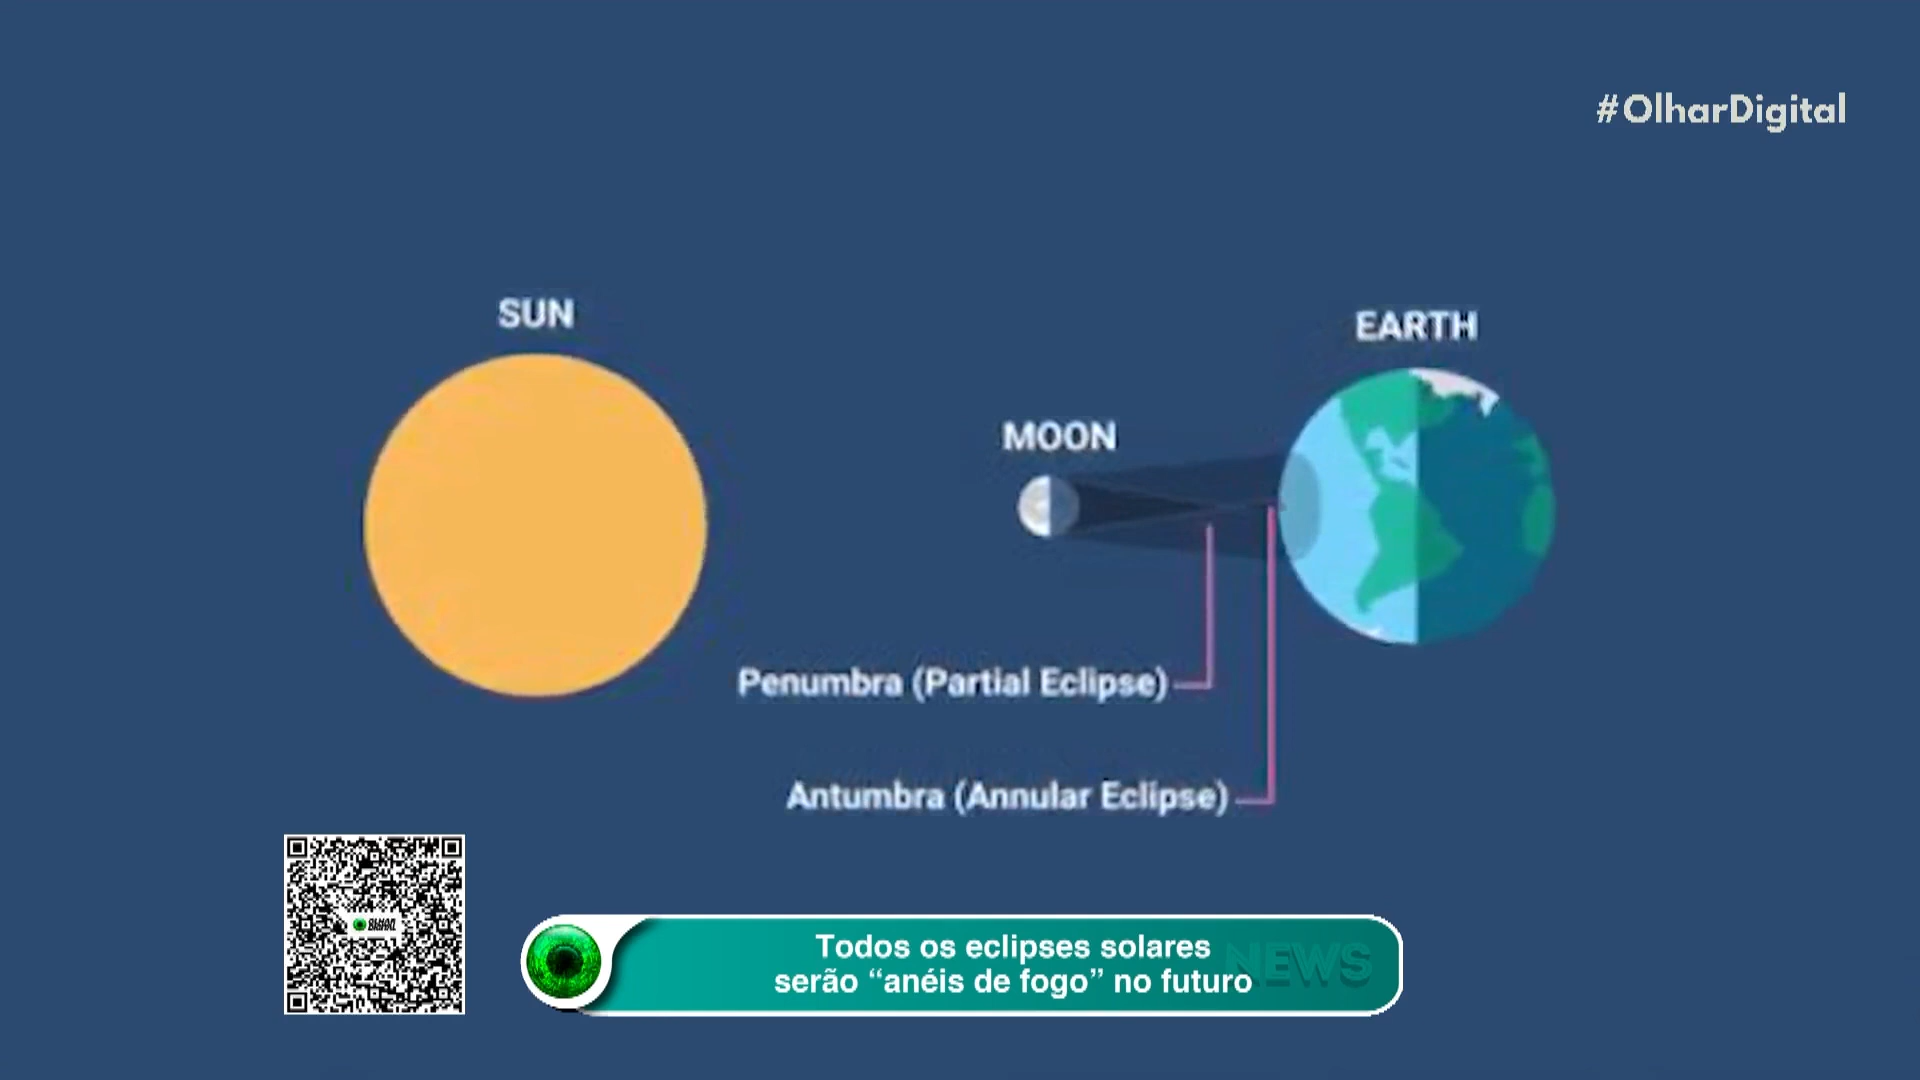 #OlharDigital
SUN
EARTH
MOON
Penumbra (Partial Eclipse)
Antumbra (Annular Eclipse)
Todos os eclipses solares
serão “anéis de fogo” no futuro
NEWS